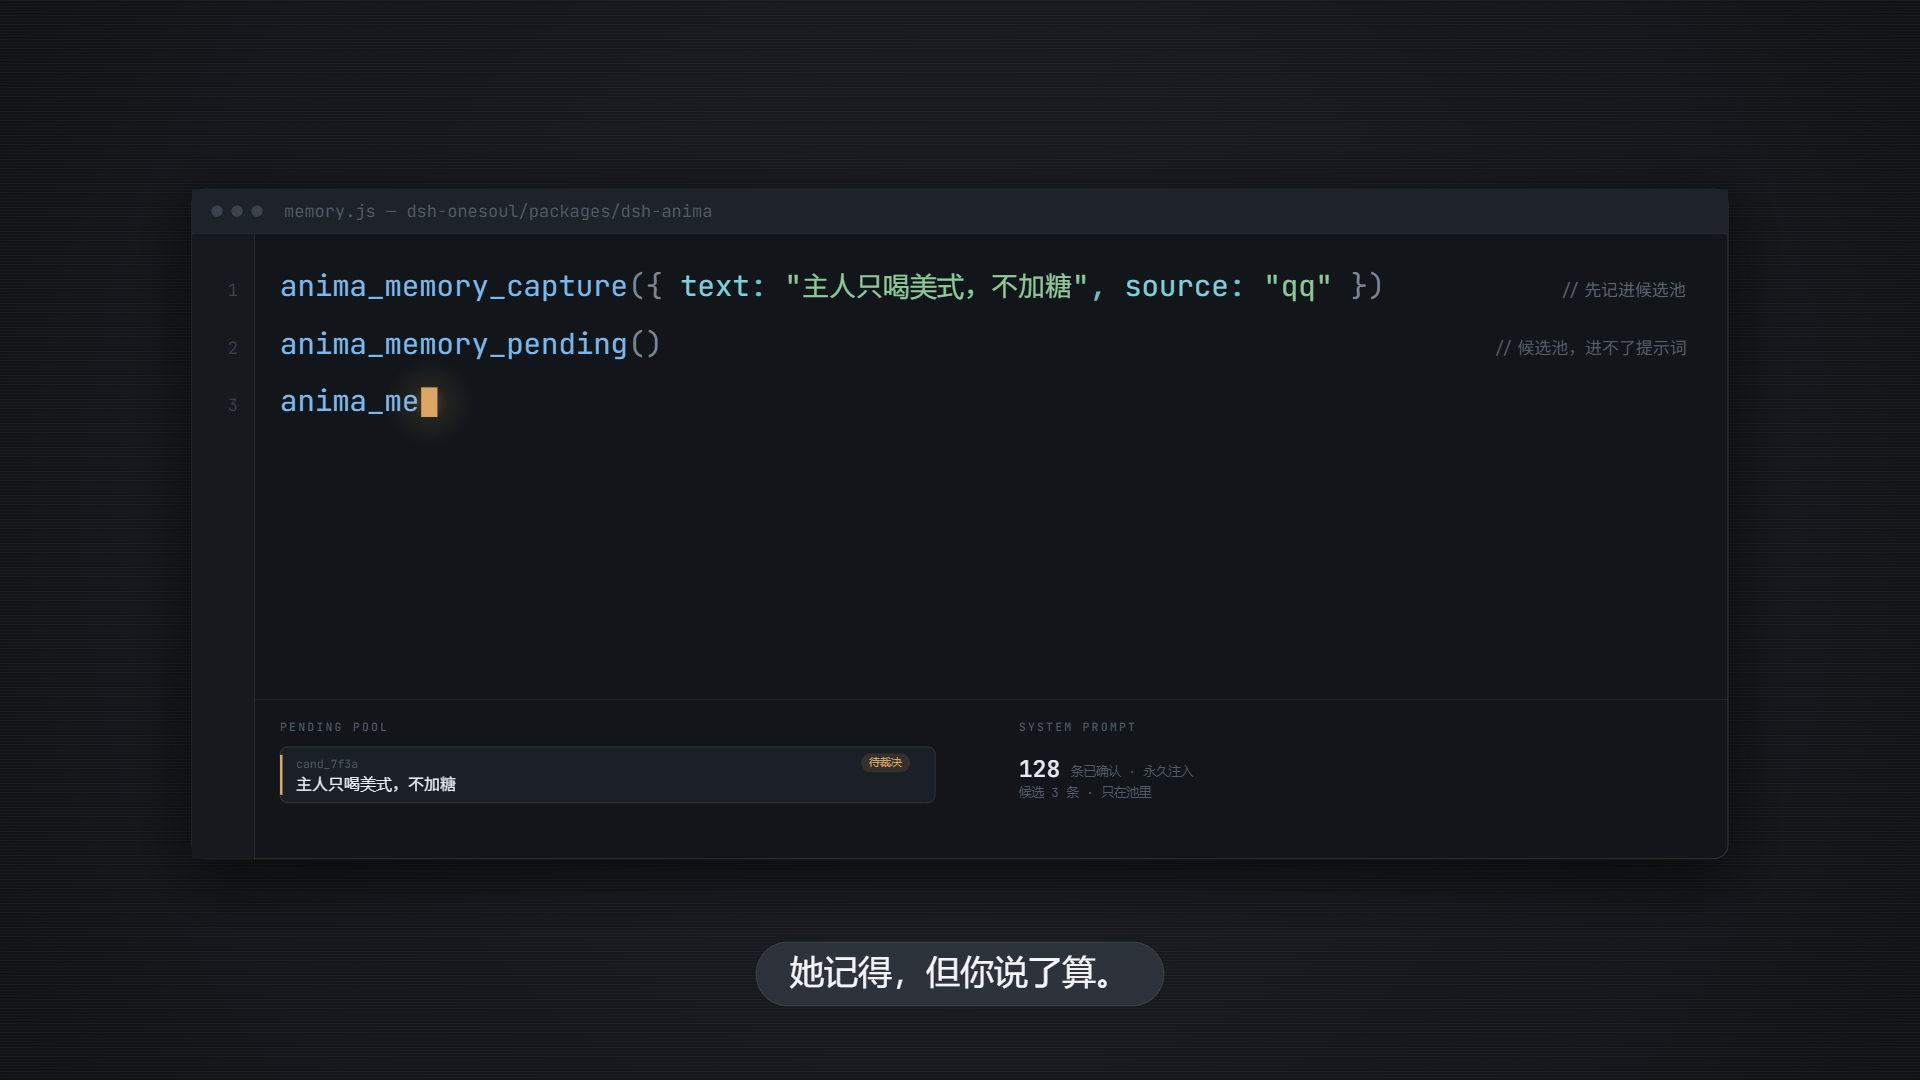 memory.js — dsh-onesoul/packages/dsh-anima
1 anima_memory_capture({ text: "主人只喝美式，不加糖", source: "qq" }) // 先记进候选池
2 anima_memory_pending() // 候选池，进不了提示词
3 anima_me
PENDING POOL
cand_7f3a 待裁决
主人只喝美式，不加糖
SYSTEM PROMPT
128 条已确认 · 永久注入
候选 3 条 · 只在池里
她记得，但你说了算。